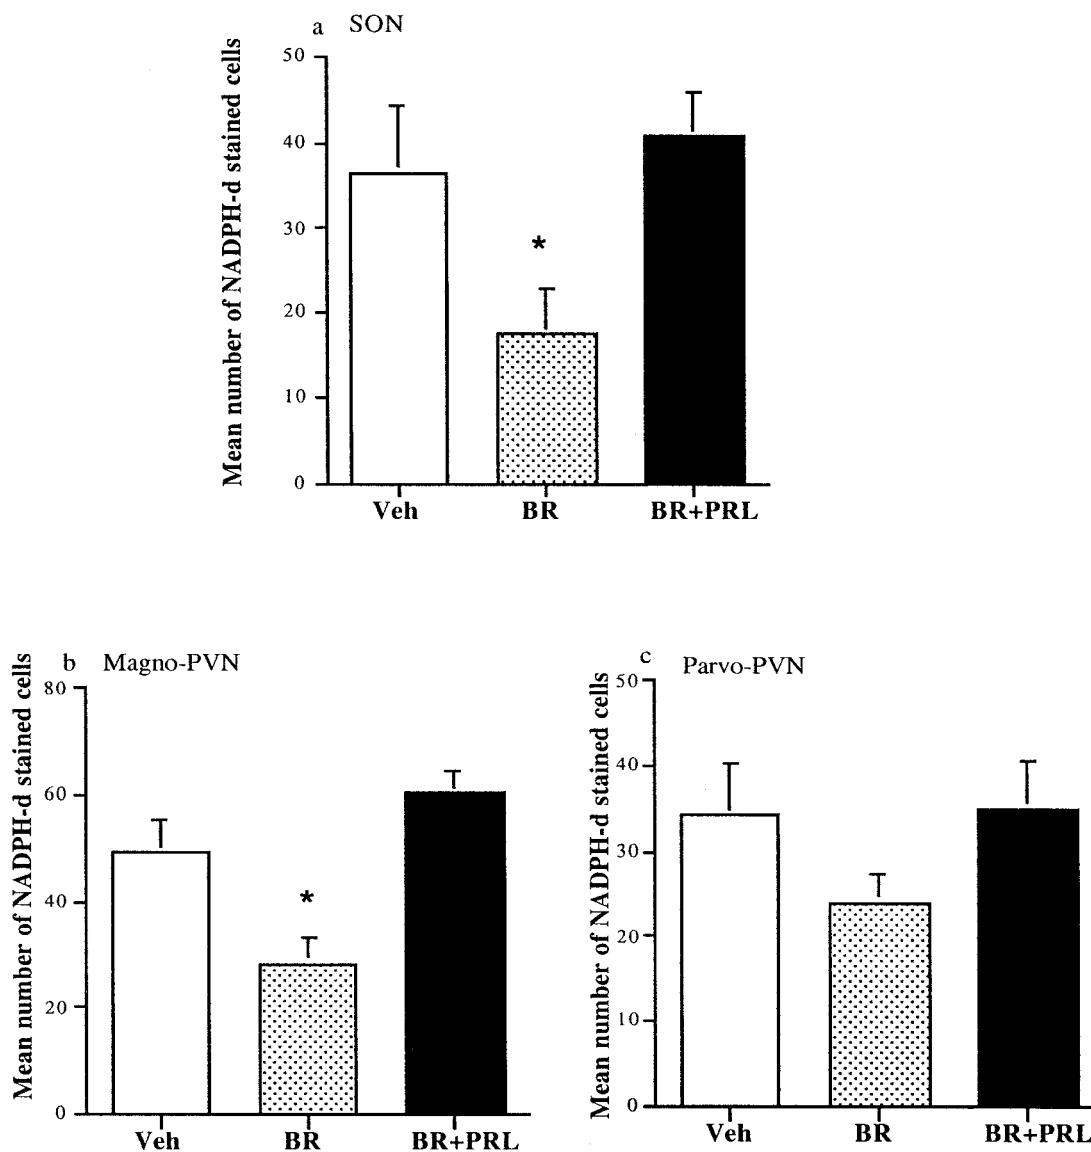 a SON
Mean number of NADPH-d stained cells
50
40
30
20
10
0
*
Veh BR BR+PRL
b Magno-PVN
Mean number of NADPH-d stained cells
80
60
40
20
0
*
Veh BR BR+PRL
c Parvo-PVN
Mean number of NADPH-d stained cells
50
40
30
20
10
0
Veh BR BR+PRL